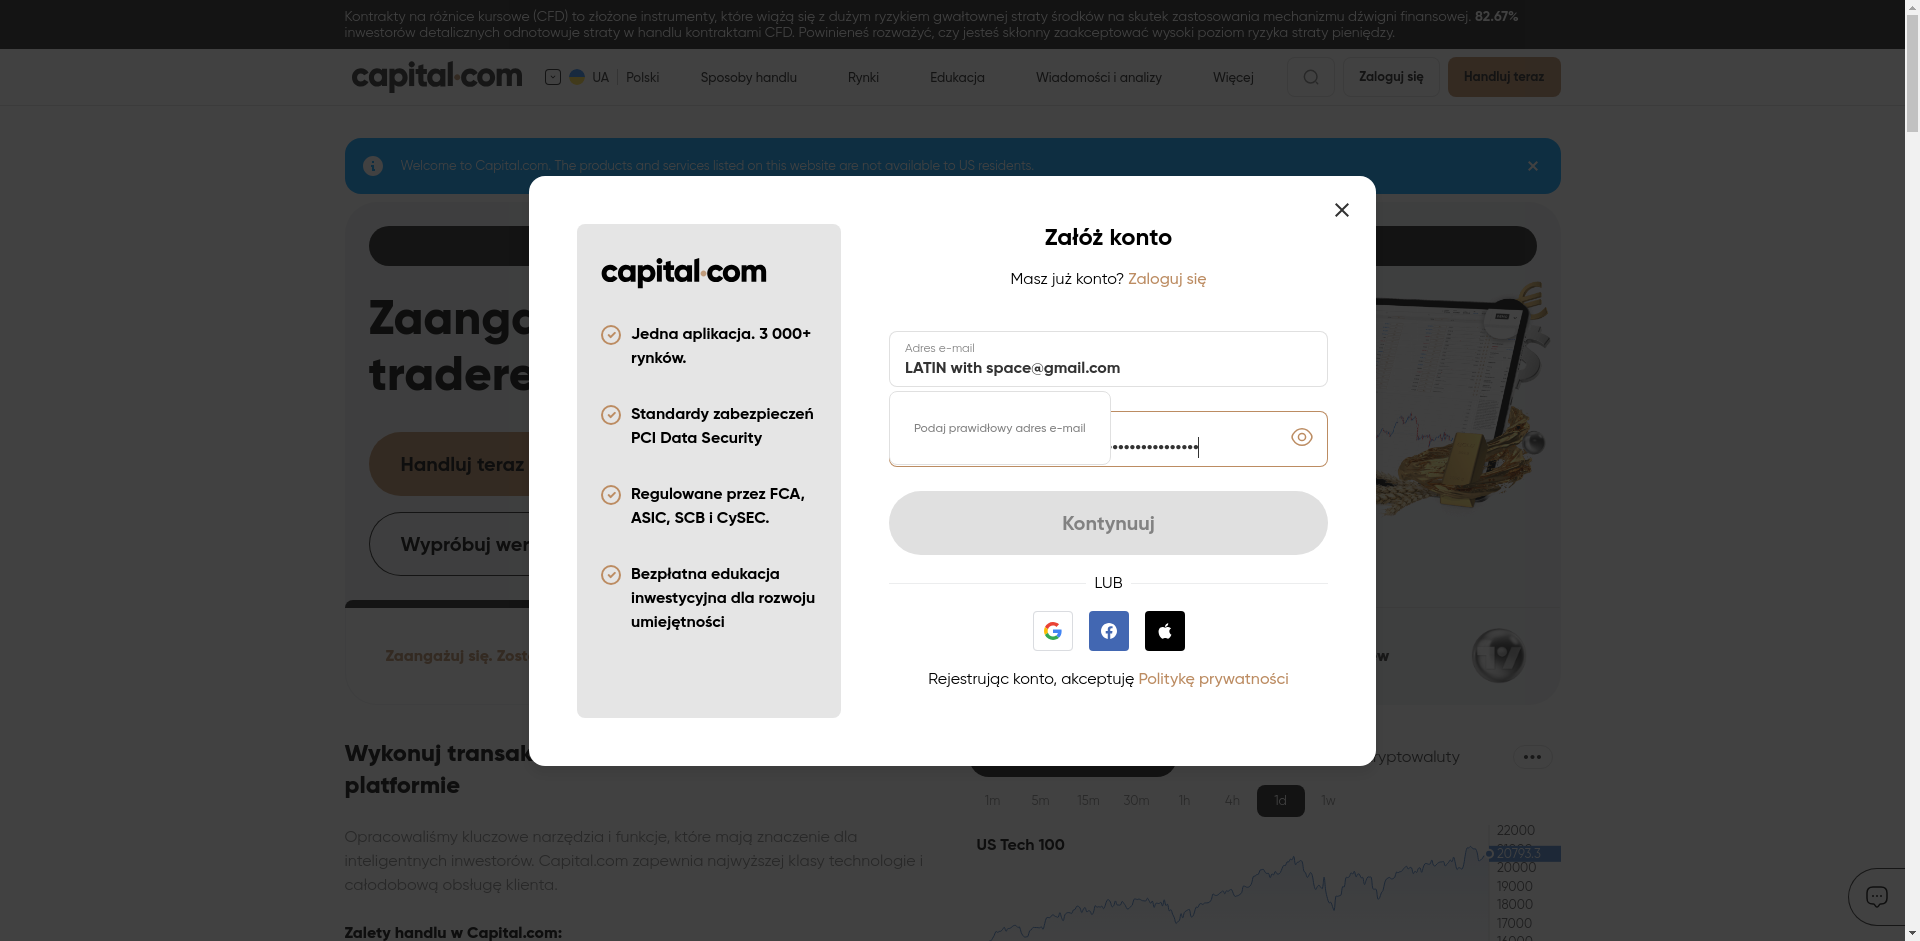 Kontrakty na różnice kursowe (CFD) to złożone instrumenty, które wiążą się z dużym ryzykiem gwałtownej straty środków na skutek zastosowania mechanizmu dźwigni finansowej. 82.67%
inwestorów detalicznych odnotowuje straty w handlu kontraktami CFD. Powinieneś rozważyć, czy jesteś skłonny zaakceptować wysoki poziom ryzyka straty pieniędzy.
capital.com UA Polski Sposoby handlu Rynki Edukacja Wiadomości i analizy Więcej Zaloguj się Handluj teraz
Welcome to Capital.com. The products and services listed on this website are not available to US residents.
capital.com
Jedna aplikacja. 3 000+
rynków.
Standardy zabezpieczeń
PCI Data Security
Regulowane przez FCA,
ASIC, SCB i CySEC.
Bezpłatna edukacja
inwestycyjna dla rozwoju
umiejętności
Załóż konto
Masz już konto? Zaloguj się
Adres e-mail
LATIN with space@gmail.com
Podaj prawidłowy adres e-mail
Kontynuuj
LUB
Rejestrując konto, akceptuję Politykę prywatności
Handluj teraz
Wypróbuj
Zaangażuj się.
Wykonuj
platformie
Opracowaliśmy kluczowe narzędzia i funkcje, które mają znaczenie dla
inteligentnych inwestorów. Capital.com zapewnia najwyższej klasy technologie i
całodobową obsługę klienta.
Zalety handlu w Capital.com:
1m 5m 15m 30m 1h 4h 1d 1w
US Tech 100
22000
20793.3
20000
19000
18000
17000